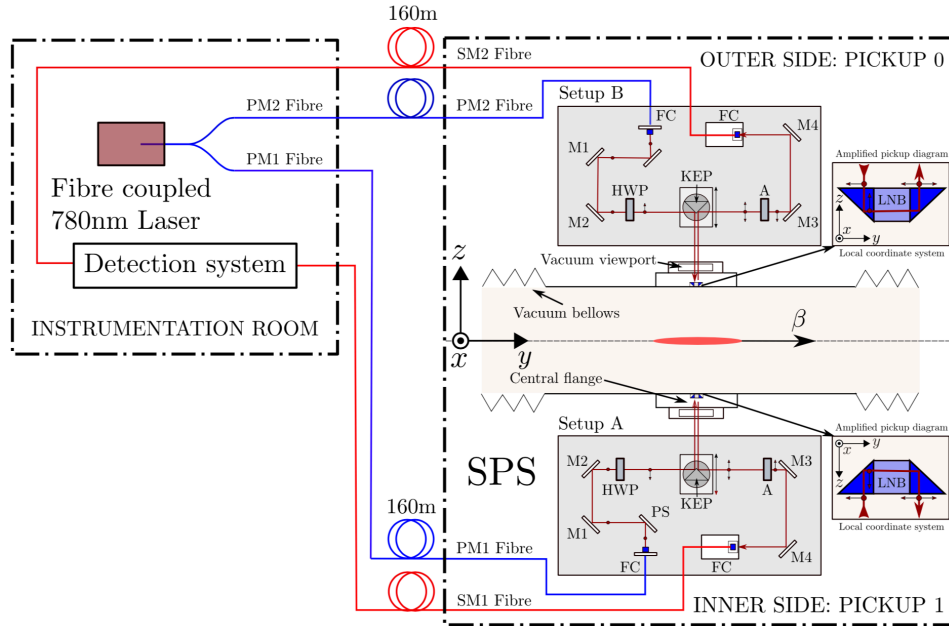 160m
SM2 Fibre
OUTER SIDE: PICKUP 0
PM2 Fibre
PM2 Fibre
Setup B
FC
FC
M4
M1
KEP
HWP
A
M2
M3
Amplified pickup diagram
LNB
z
x
y
Local coordinate system
PM1 Fibre
Fibre coupled
780nm Laser
Detection system
INSTRUMENTATION ROOM
Vacuum viewport
z
Vacuum bellows
β
x
y
Central flange
Setup A
SPS
M2
M3
HWP
KEP
A
PS
M1
FC
FC
M4
Amplified pickup diagram
x
y
z
LNB
Local coordinate system
160m
PM1 Fibre
SM1 Fibre
INNER SIDE: PICKUP 1